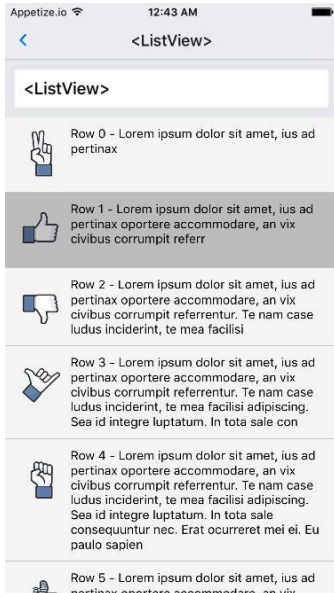 Appetize.io 12:43 AM
<ListView>
<ListView>
Row 0 - Lorem ipsum dolor sit amet, ius ad
pertinax
Row 1 - Lorem ipsum dolor sit amet, ius ad
pertinax oportere accommodare, an vix
civibus corrumpit referr
Row 2 - Lorem ipsum dolor sit amet, ius ad
pertinax oportere accommodare, an vix
civibus corrumpit referrentur. Te nam case
ludus inciderint, te mea facilisi
Row 3 - Lorem ipsum dolor sit amet, ius ad
pertinax oportere accommodare, an vix
civibus corrumpit referrentur. Te nam case
ludus inciderint, te mea facilisi adipiscing.
Sea id integre luptatum. In tota sale con
Row 4 - Lorem ipsum dolor sit amet, ius ad
pertinax oportere accommodare, an vix
civibus corrumpit referrentur. Te nam case
ludus inciderint, te mea facilisi adipiscing.
Sea id integre luptatum. In tota sale
consequuntur nec. Erat ocurreret mei ei. Eu
paulo sapien
Row 5 - Lorem ipsum dolor sit amet, ius ad
pertinax oportere accommodare, an vix